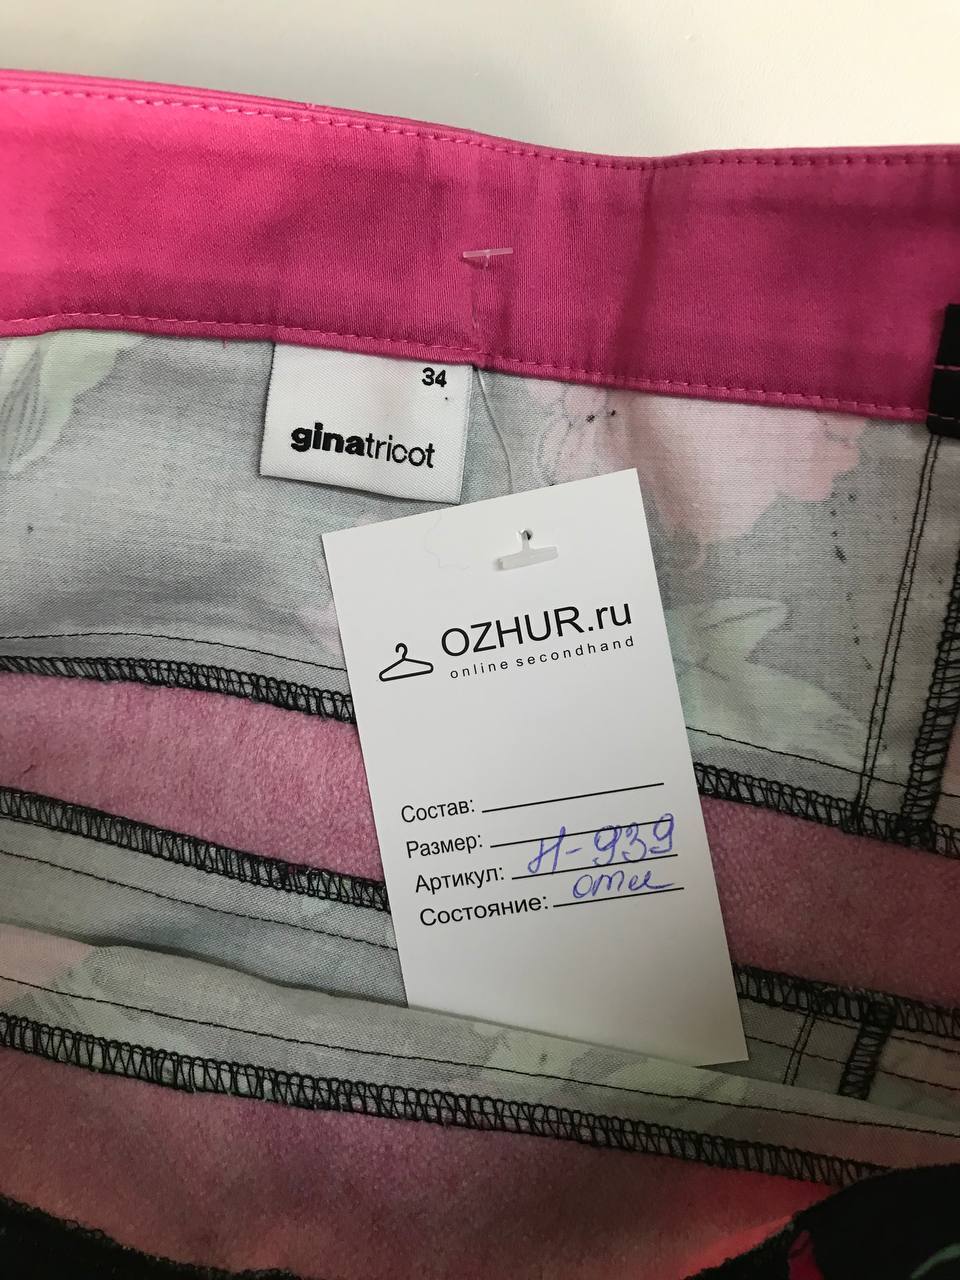 34
ginatricot
OZHUR.ru
online secondhand
Состав:
Размер:
Артикул: Н-939
Состояние: отл